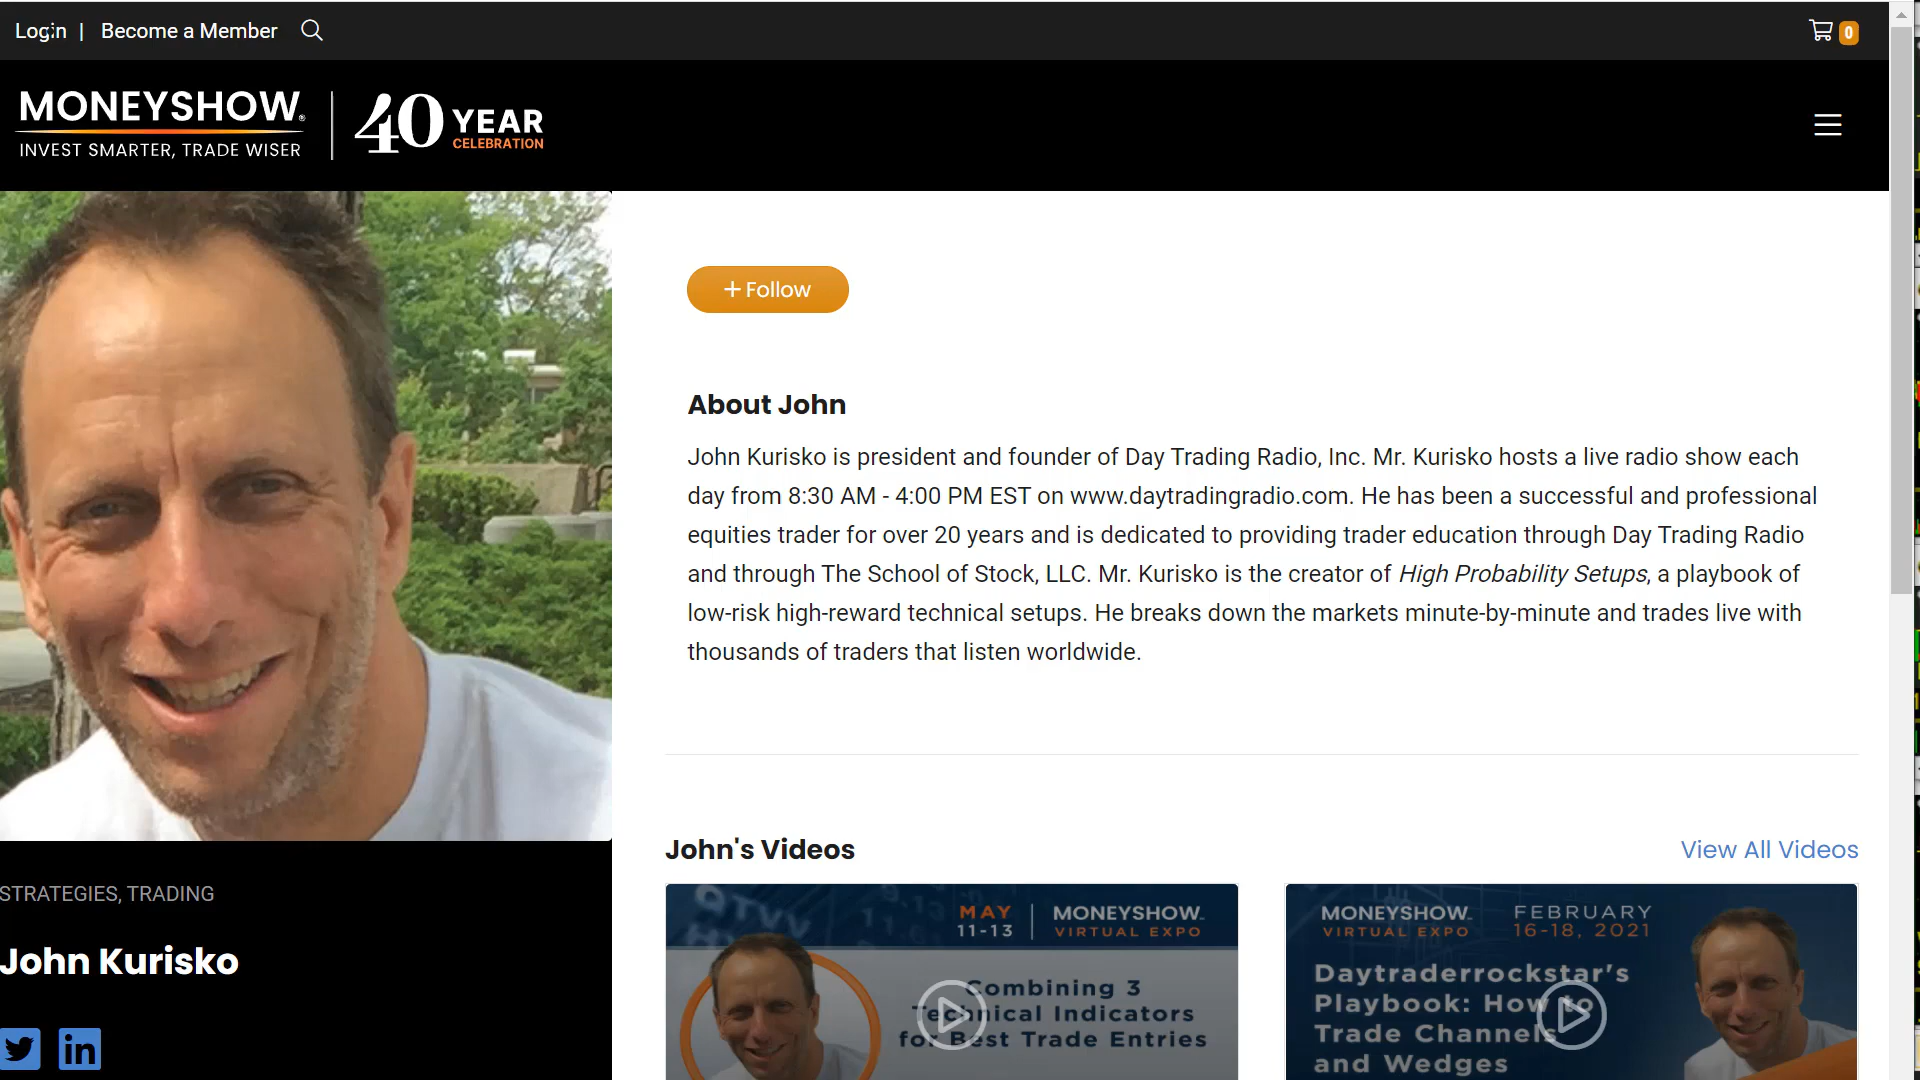 Login | Become a Member
0
MONEYSHOW®
INVEST SMARTER, TRADE WISER
40 YEAR
CELEBRATION
+ Follow
About John
John Kurisko is president and founder of Day Trading Radio, Inc. Mr. Kurisko hosts a live radio show each
day from 8:30 AM - 4:00 PM EST on www.daytradingradio.com. He has been a successful and professional
equities trader for over 20 years and is dedicated to providing trader education through Day Trading Radio
and through The School of Stock, LLC. Mr. Kurisko is the creator of High Probability Setups, a playbook of
low-risk high-reward technical setups. He breaks down the markets minute-by-minute and trades live with
thousands of traders that listen worldwide.
STRATEGIES, TRADING
John Kurisko
in
John's Videos
View All Videos
MAY
11-13
MONEYSHOW
VIRTUAL EXPO
Combining 3
Technical Indicators
for Best Trade Entries
MONEYSHOW
VIRTUAL EXPO
FEBRUARY
16-18, 2021
Daytraderrockstar's
Playbook: How to
Trade Channels
and Wedges